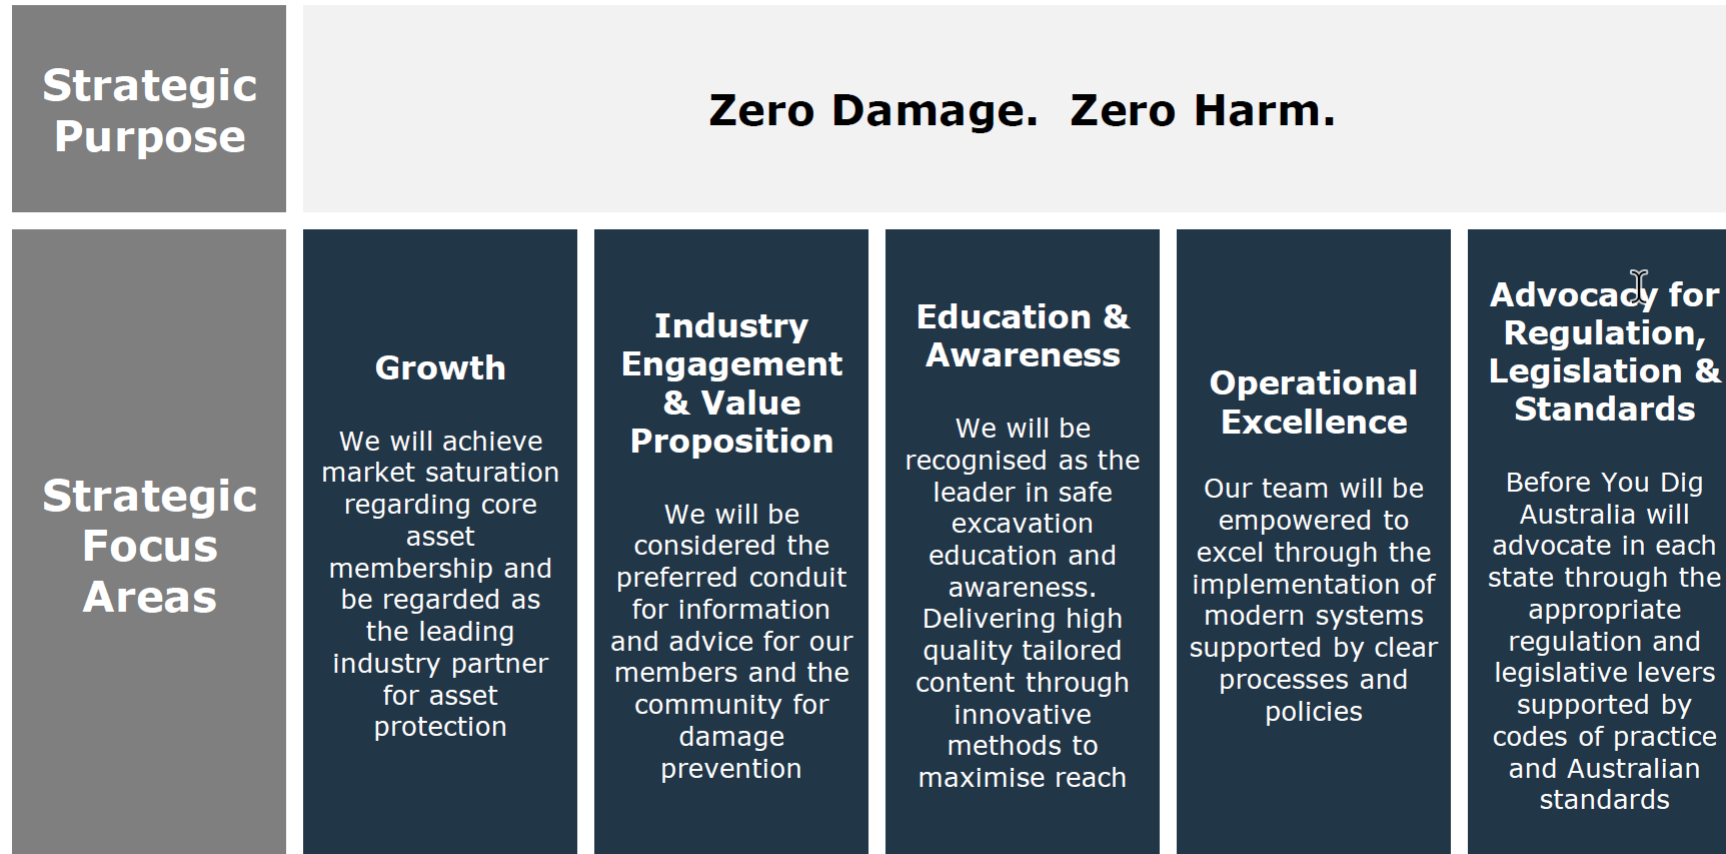 Strategic
Purpose
Zero Damage.  Zero Harm.
Strategic
Focus
Areas
Growth
We will achieve
market saturation
regarding core
asset
membership and
be regarded as
the leading
industry partner
for asset
protection
Industry
Engagement
& Value
Proposition
We will be
considered the
preferred conduit
for information
and advice for our
members and the
community for
damage
prevention
Education &
Awareness
We will be
recognised as the
leader in safe
excavation
education and
awareness.
Delivering high
quality tailored
content through
innovative
methods to
maximise reach
Operational
Excellence
Our team will be
empowered to
excel through the
implementation of
modern systems
supported by clear
processes and
policies
Advocacy for
Regulation,
Legislation &
Standards
Before You Dig
Australia will
advocate in each
state through the
appropriate
regulation and
legislative levers
supported by
codes of practice
and Australian
standards